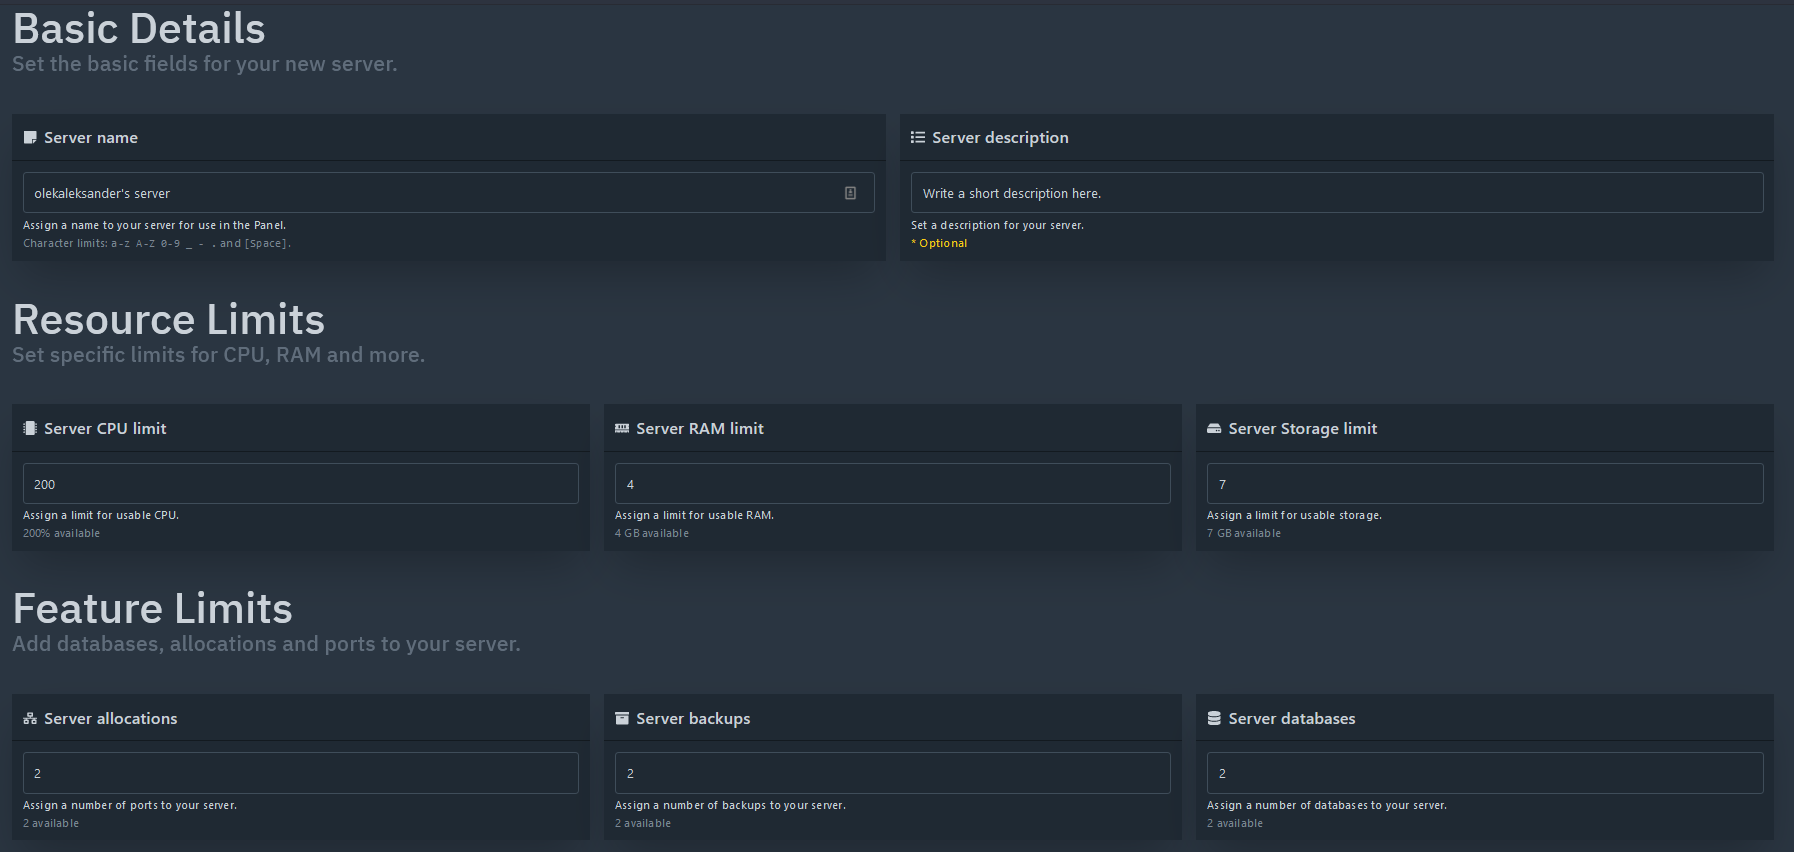 Basic Details
Set the basic fields for your new server.
Server name
olekaleksander's server
Assign a name to your server for use in the Panel.
Character limits: a-z A-Z 0-9 _ - . and [Space].
Server description
Write a short description here.
Set a description for your server.
* Optional
Resource Limits
Set specific limits for CPU, RAM and more.
Server CPU limit
200
Assign a limit for usable CPU.
200% available
Server RAM limit
4
Assign a limit for usable RAM.
4 GB available
Server Storage limit
7
Assign a limit for usable storage.
7 GB available
Feature Limits
Add databases, allocations and ports to your server.
Server allocations
2
Assign a number of ports to your server.
2 available
Server backups
2
Assign a number of backups to your server.
2 available
Server databases
2
Assign a number of databases to your server.
2 available